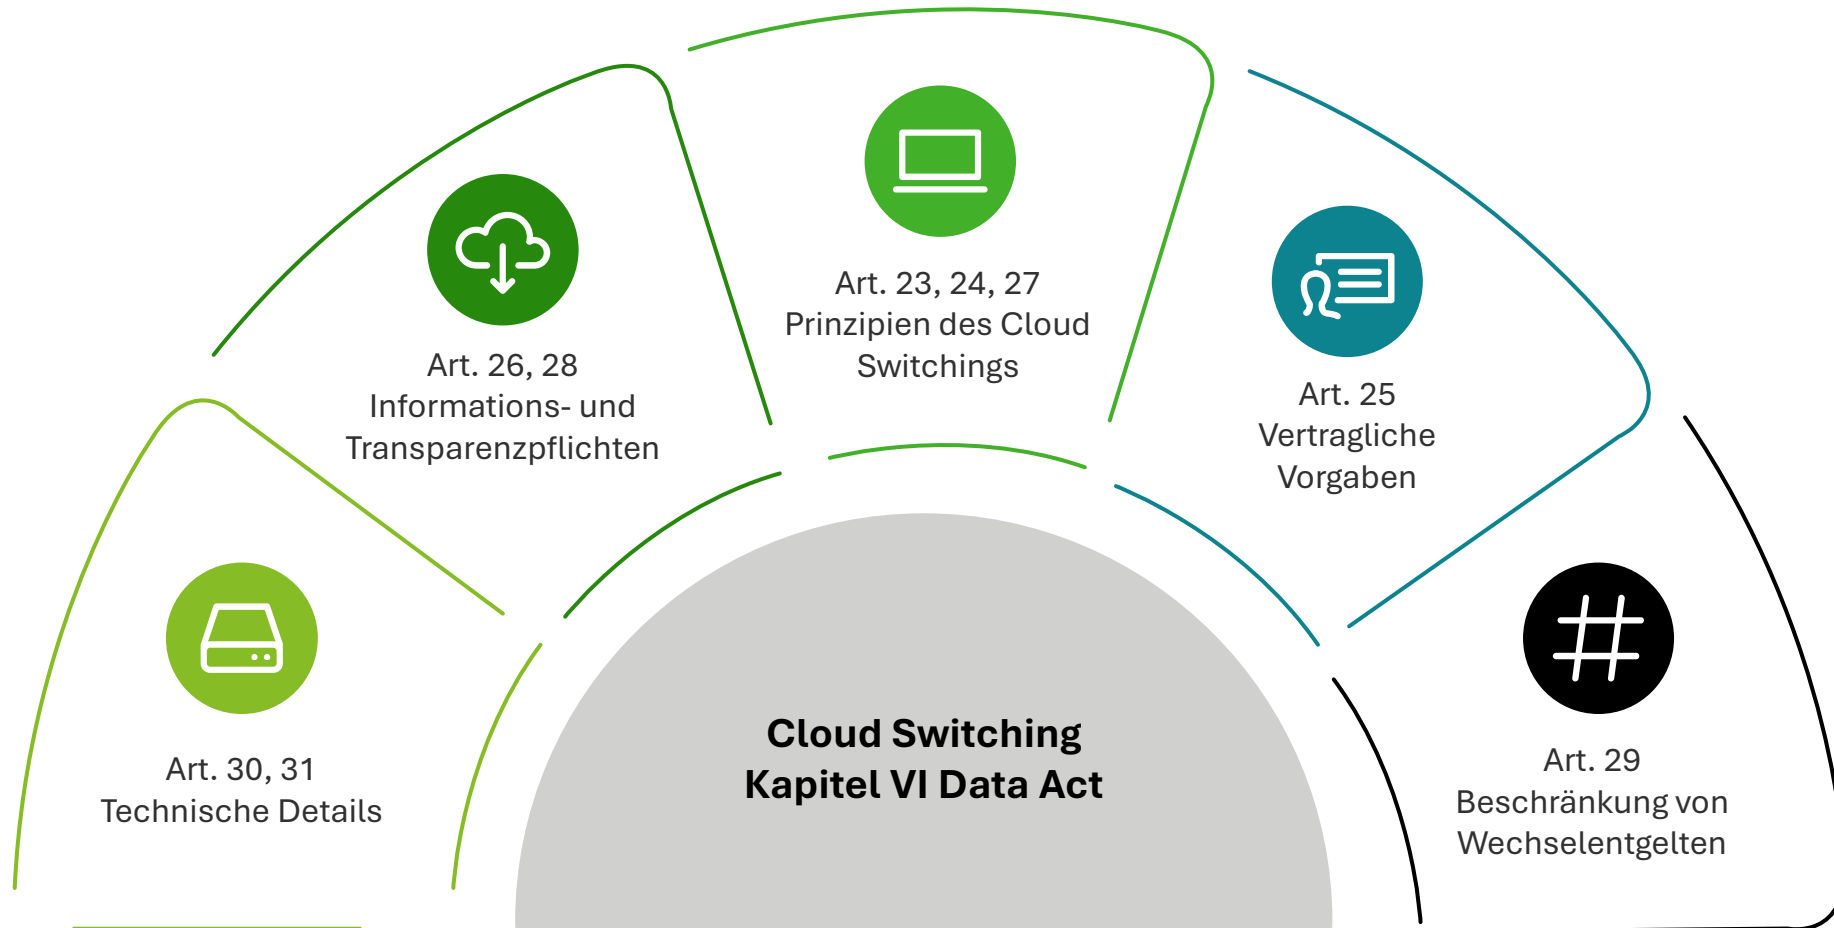 Art. 23, 24, 27
Prinzipien des Cloud
Switchings
Art. 26, 28
Informations- und
Transparenzpflichten
Art. 25
Vertragliche
Vorgaben
Art. 30, 31
Technische Details
Cloud Switching
Kapitel VI Data Act
Art. 29
Beschränkung von
Wechselentgelten